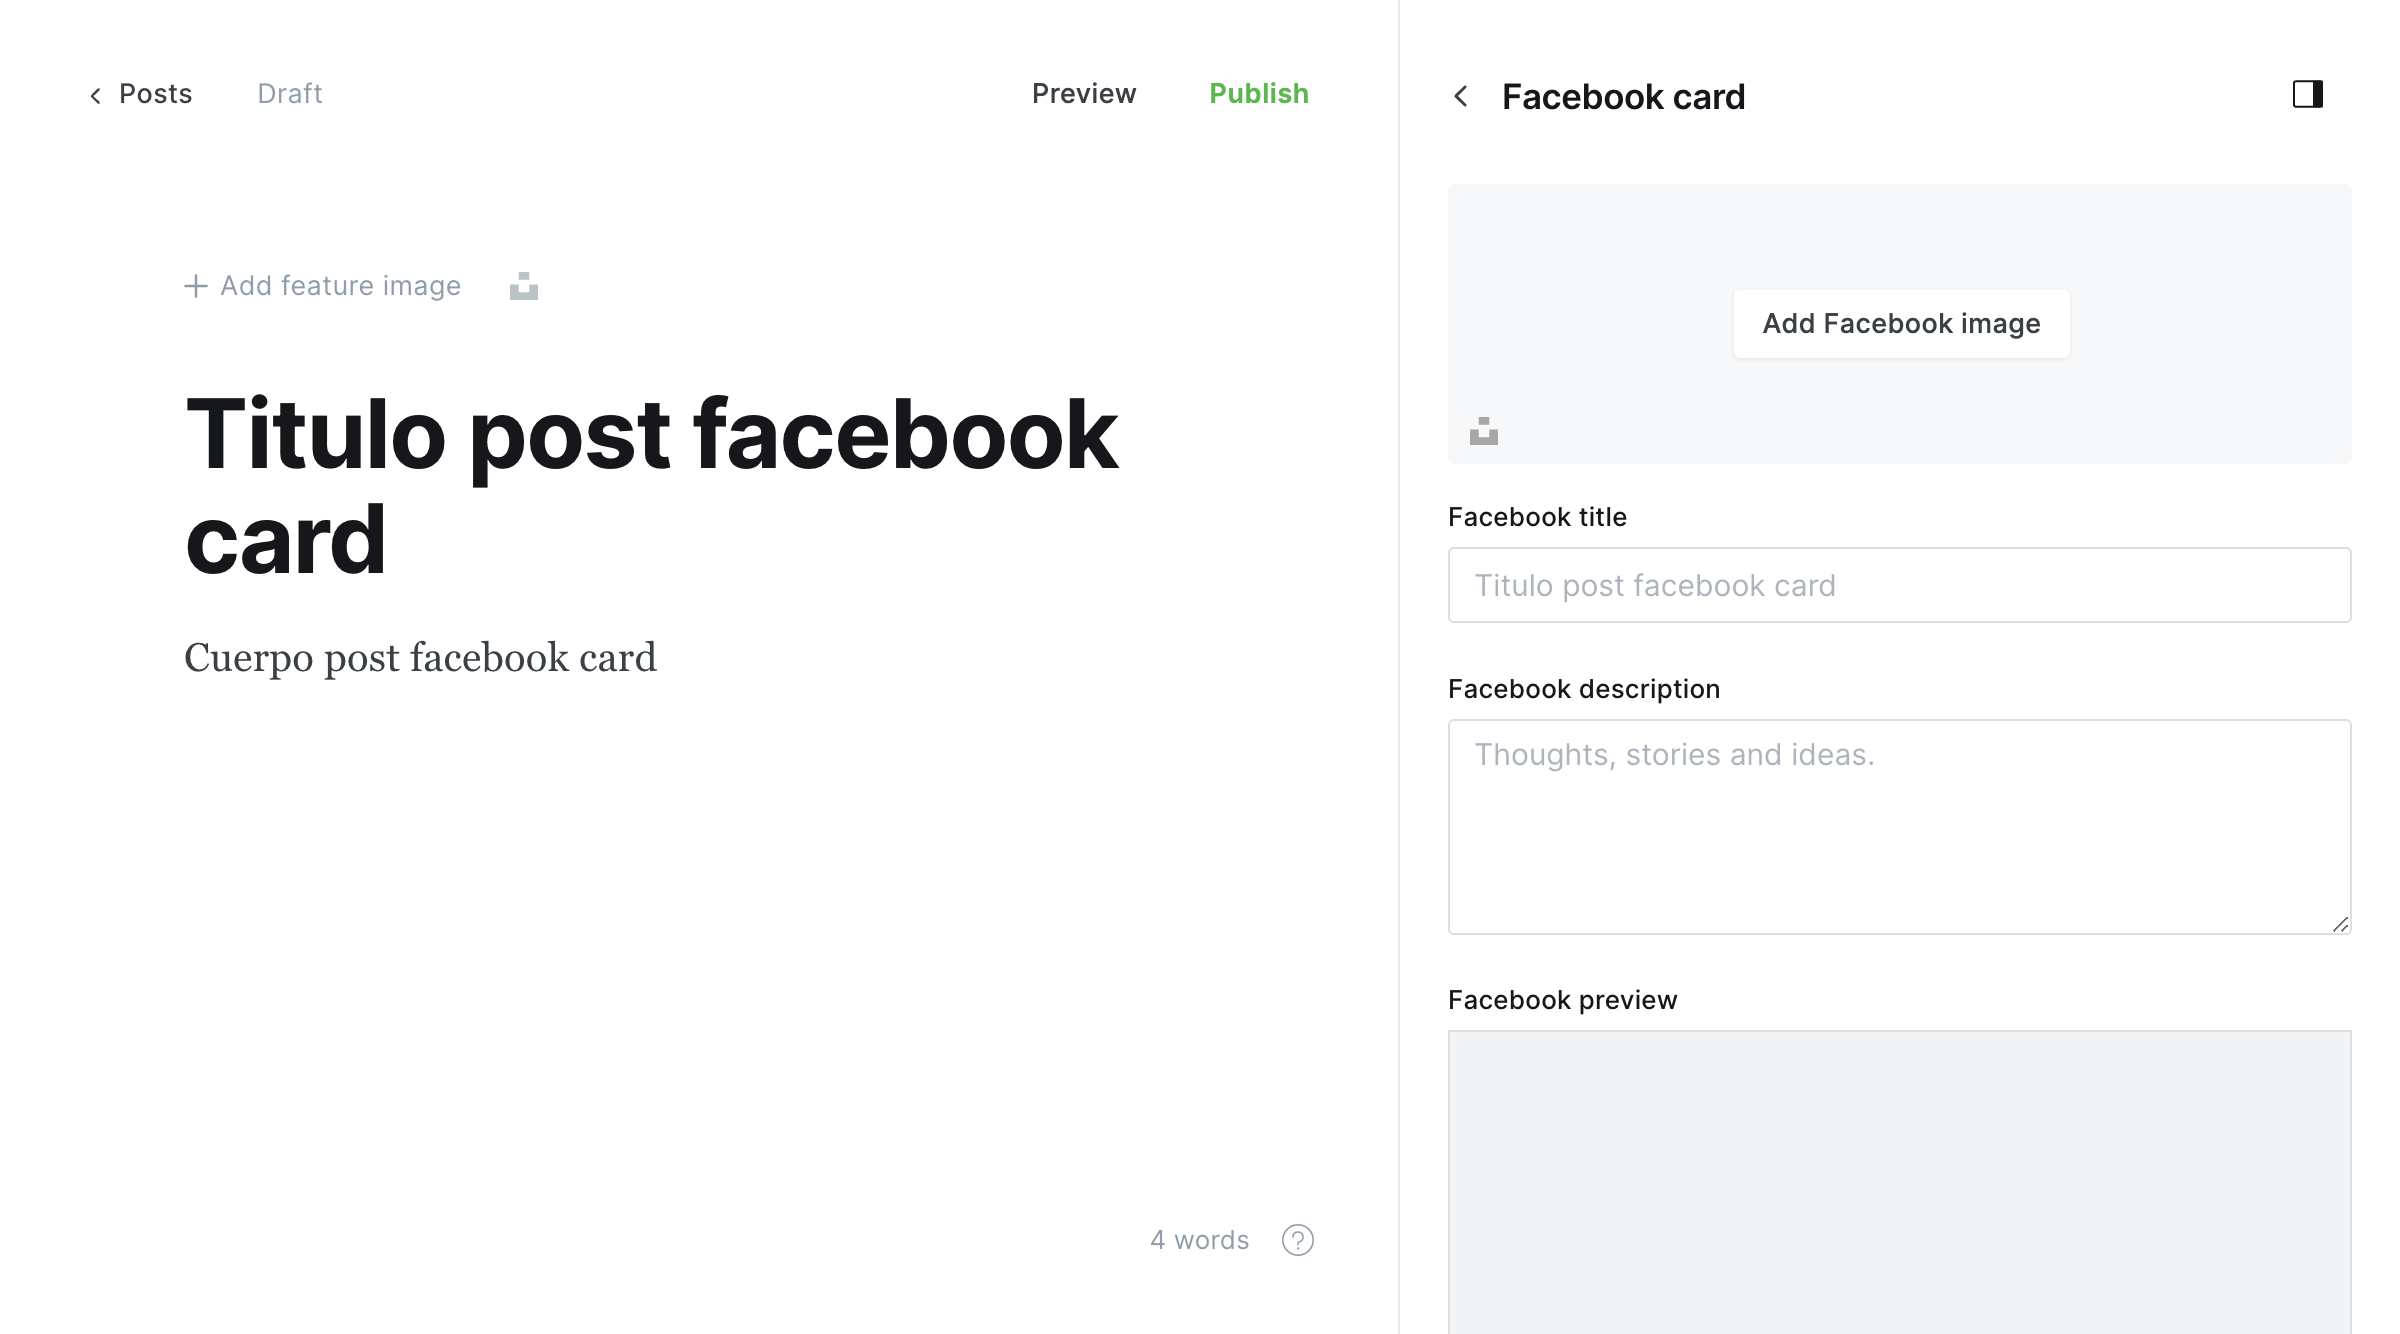 Posts
Draft
Preview
Publish
Add feature image
Titulo post facebook
card
Cuerpo post facebook card
4 words
?
Facebook card
Add Facebook image
Facebook title
Titulo post facebook card
Facebook description
Thoughts, stories and ideas.
Facebook preview